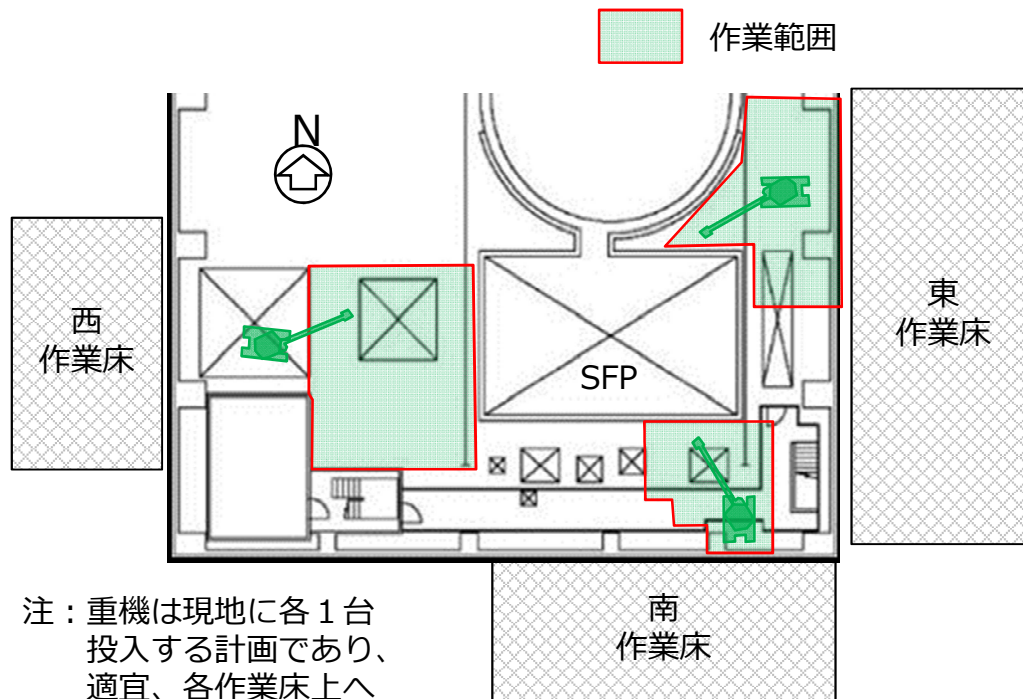 作業範囲
N
西
作業床
東
作業床
SFP
南
作業床
注：重機は現地に各１台
投入する計画であり、
適宜、各作業床上へ